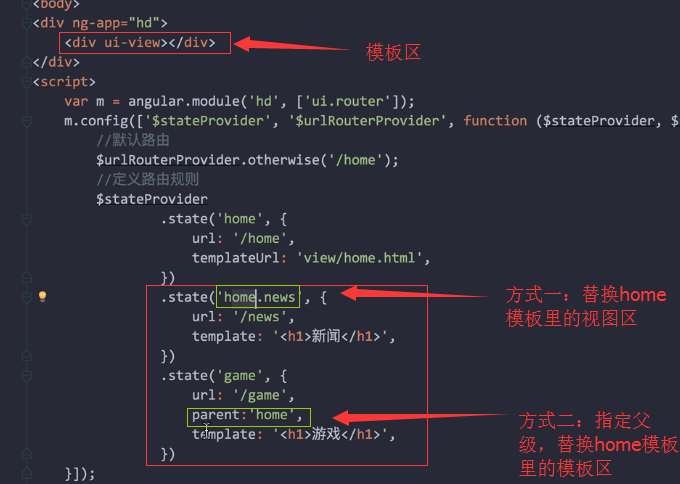 <body>
<div ng-app="hd">
<div ui-view></div>
模板区
</div>
<script>
var m = angular.module('hd', ['ui.router']);
m.config(['$stateProvider', '$urlRouterProvider', function ($stateProvider, $
//默认路由
$urlRouterProvider.otherwise('/home');
//定义路由规则
$stateProvider
.state('home', {
url: '/home',
templateUrl: 'view/home.html',
})
.state('home.news', {
方式一：替换home
模板里的视图区
url: '/news',
template: '<h1>新闻</h1>',
})
.state('game', {
url: '/game',
parent:'home',
方式二：指定父
级，替换home模板
里的模板区
template: '<h1>游戏</h1>',
})
}]);